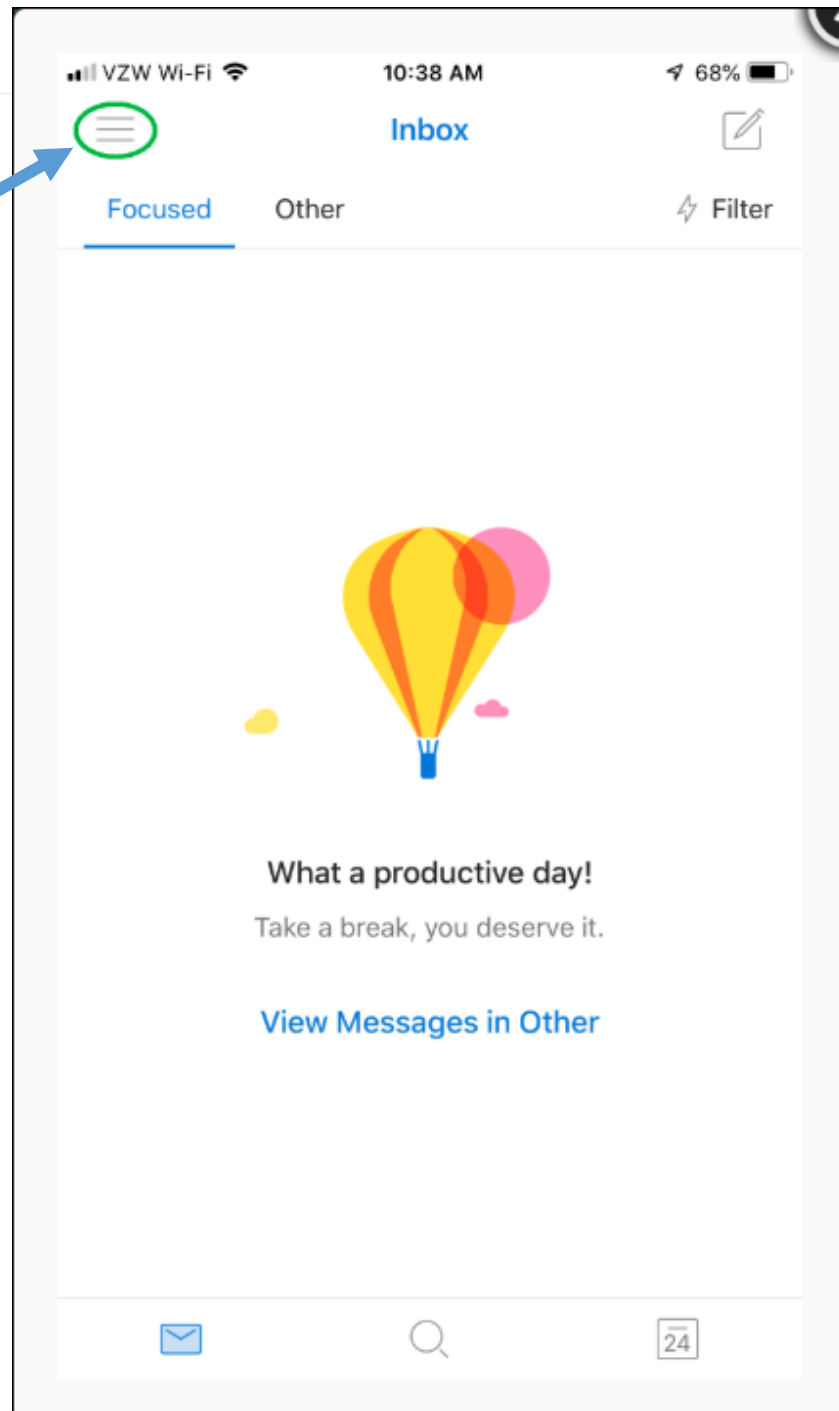 VZW Wi-Fi 10:38 AM 68%
Inbox
Focused Other Filter
What a productive day!
Take a break, you deserve it.
View Messages in Other
24